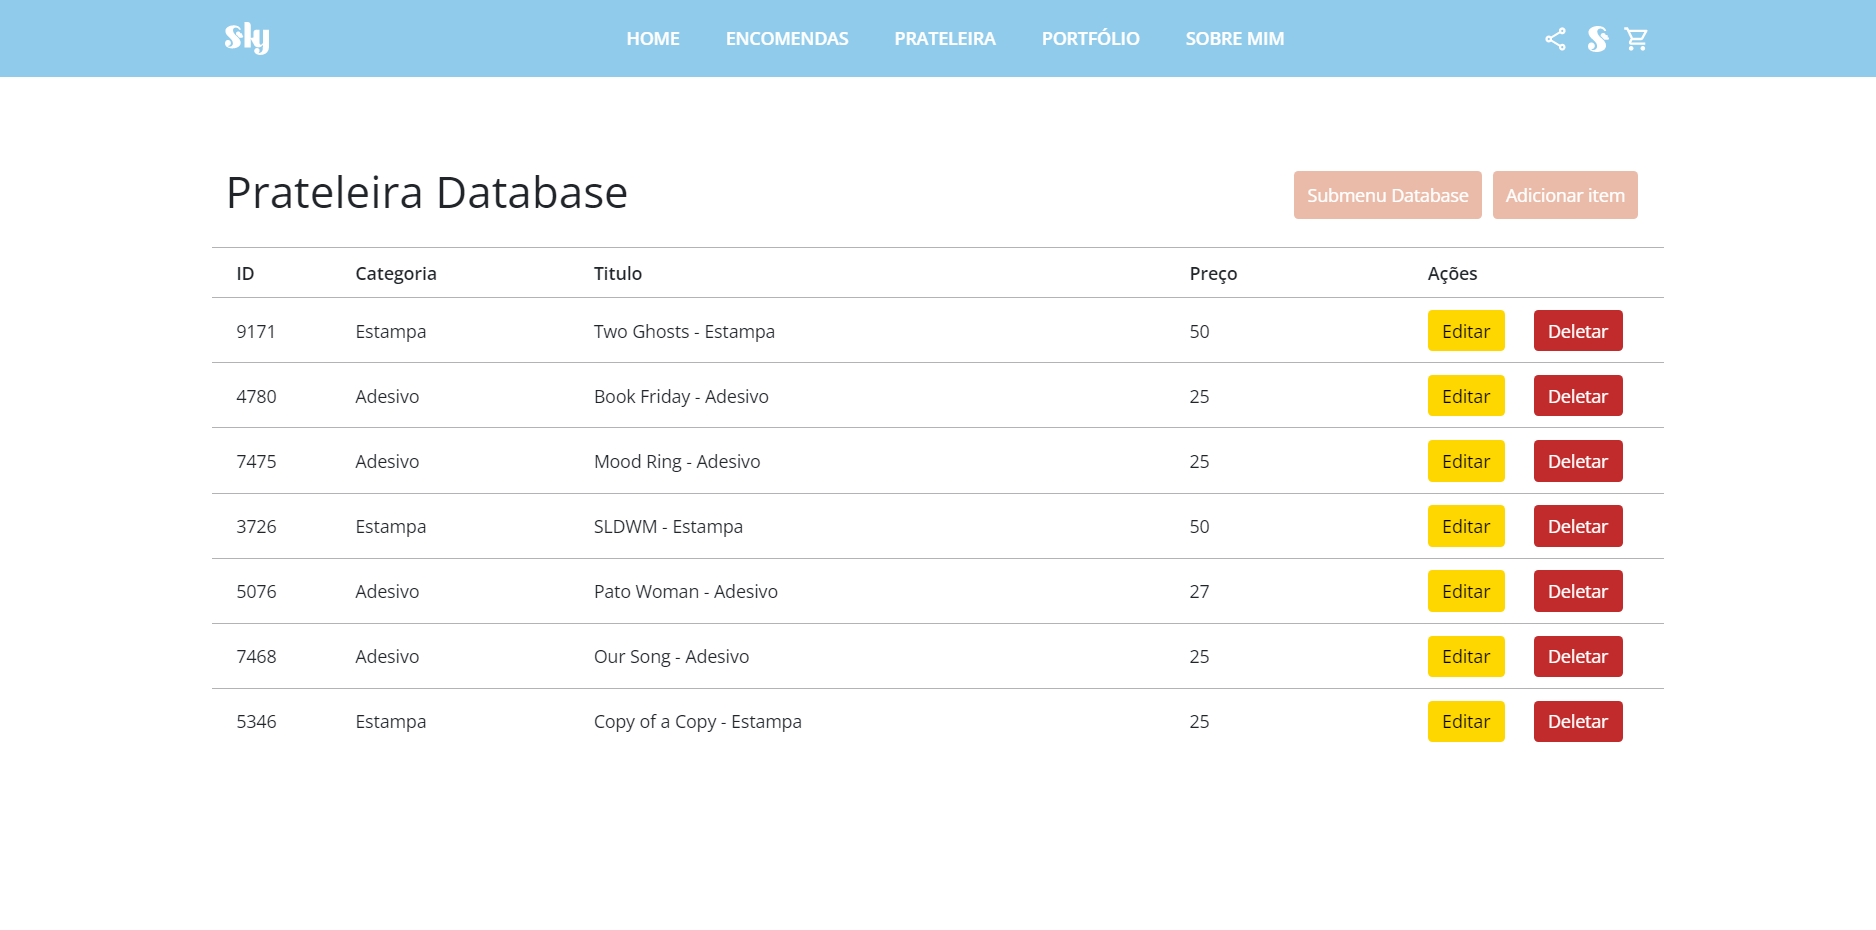 Sky HOME ENCOMENDAS PRATELEIRA PORTFÓLIO SOBRE MIM S
Prateleira Database Submenu Database Adicionar item
ID Categoria Titulo Preço Ações
9171 Estampa Two Ghosts - Estampa 50 Editar Deletar
4780 Adesivo Book Friday - Adesivo 25 Editar Deletar
7475 Adesivo Mood Ring - Adesivo 25 Editar Deletar
3726 Estampa SLDWM - Estampa 50 Editar Deletar
5076 Adesivo Pato Woman - Adesivo 27 Editar Deletar
7468 Adesivo Our Song - Adesivo 25 Editar Deletar
5346 Estampa Copy of a Copy - Estampa 25 Editar Deletar